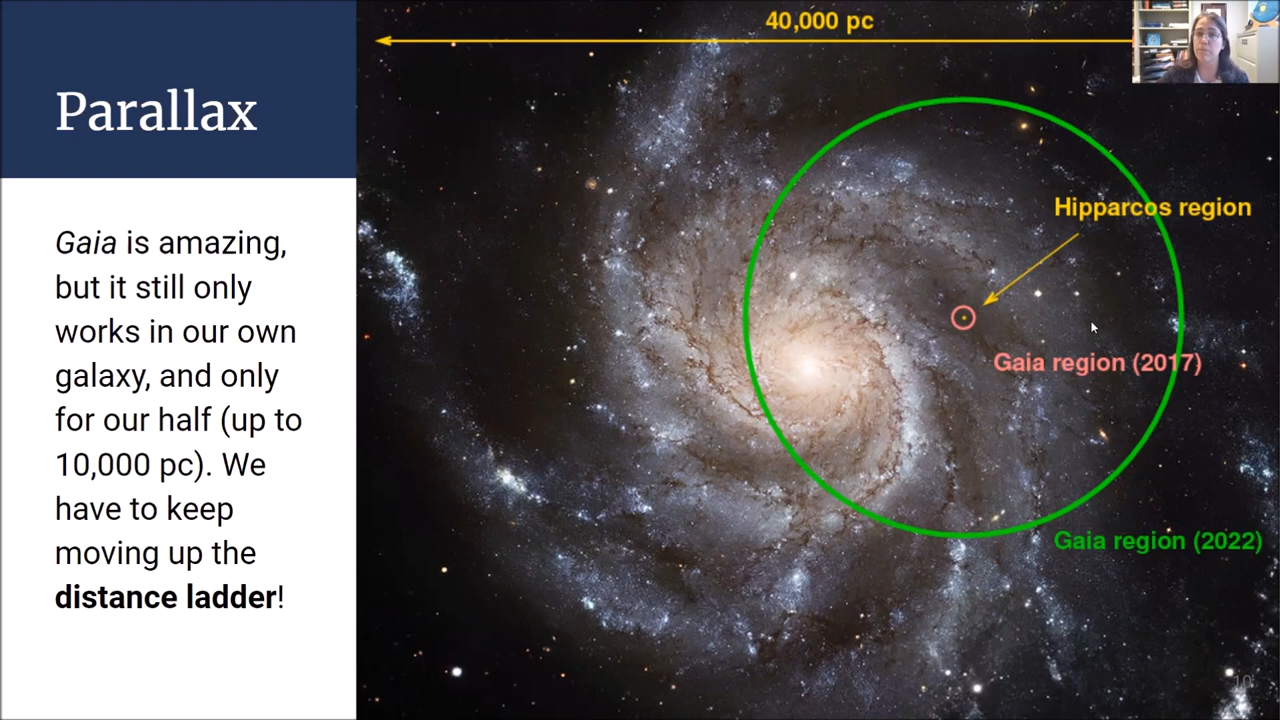 Parallax
Gaia is amazing,
but it still only
works in our own
galaxy, and only
for our half (up to
10,000 pc). We
have to keep
moving up the
distance ladder!
40,000 pc
Hipparcos region
Gaia region (2017)
Gaia region (2022)
10